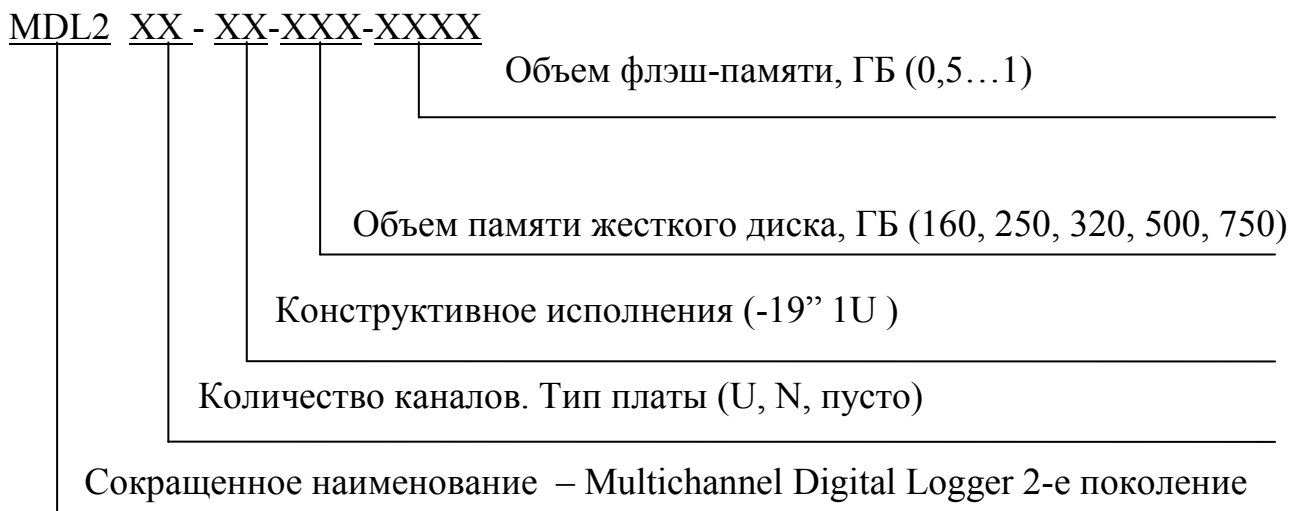 MDL2 XX - XX-XXX-XXXX
Объем флэш-памяти, ГБ (0,5…1)
Объем памяти жесткого диска, ГБ (160, 250, 320, 500, 750)
Конструктивное исполнения (-19” 1U )
Количество каналов. Тип платы (U, N, пусто)
Сокращенное наименование – Multichannel Digital Logger 2-е поколение